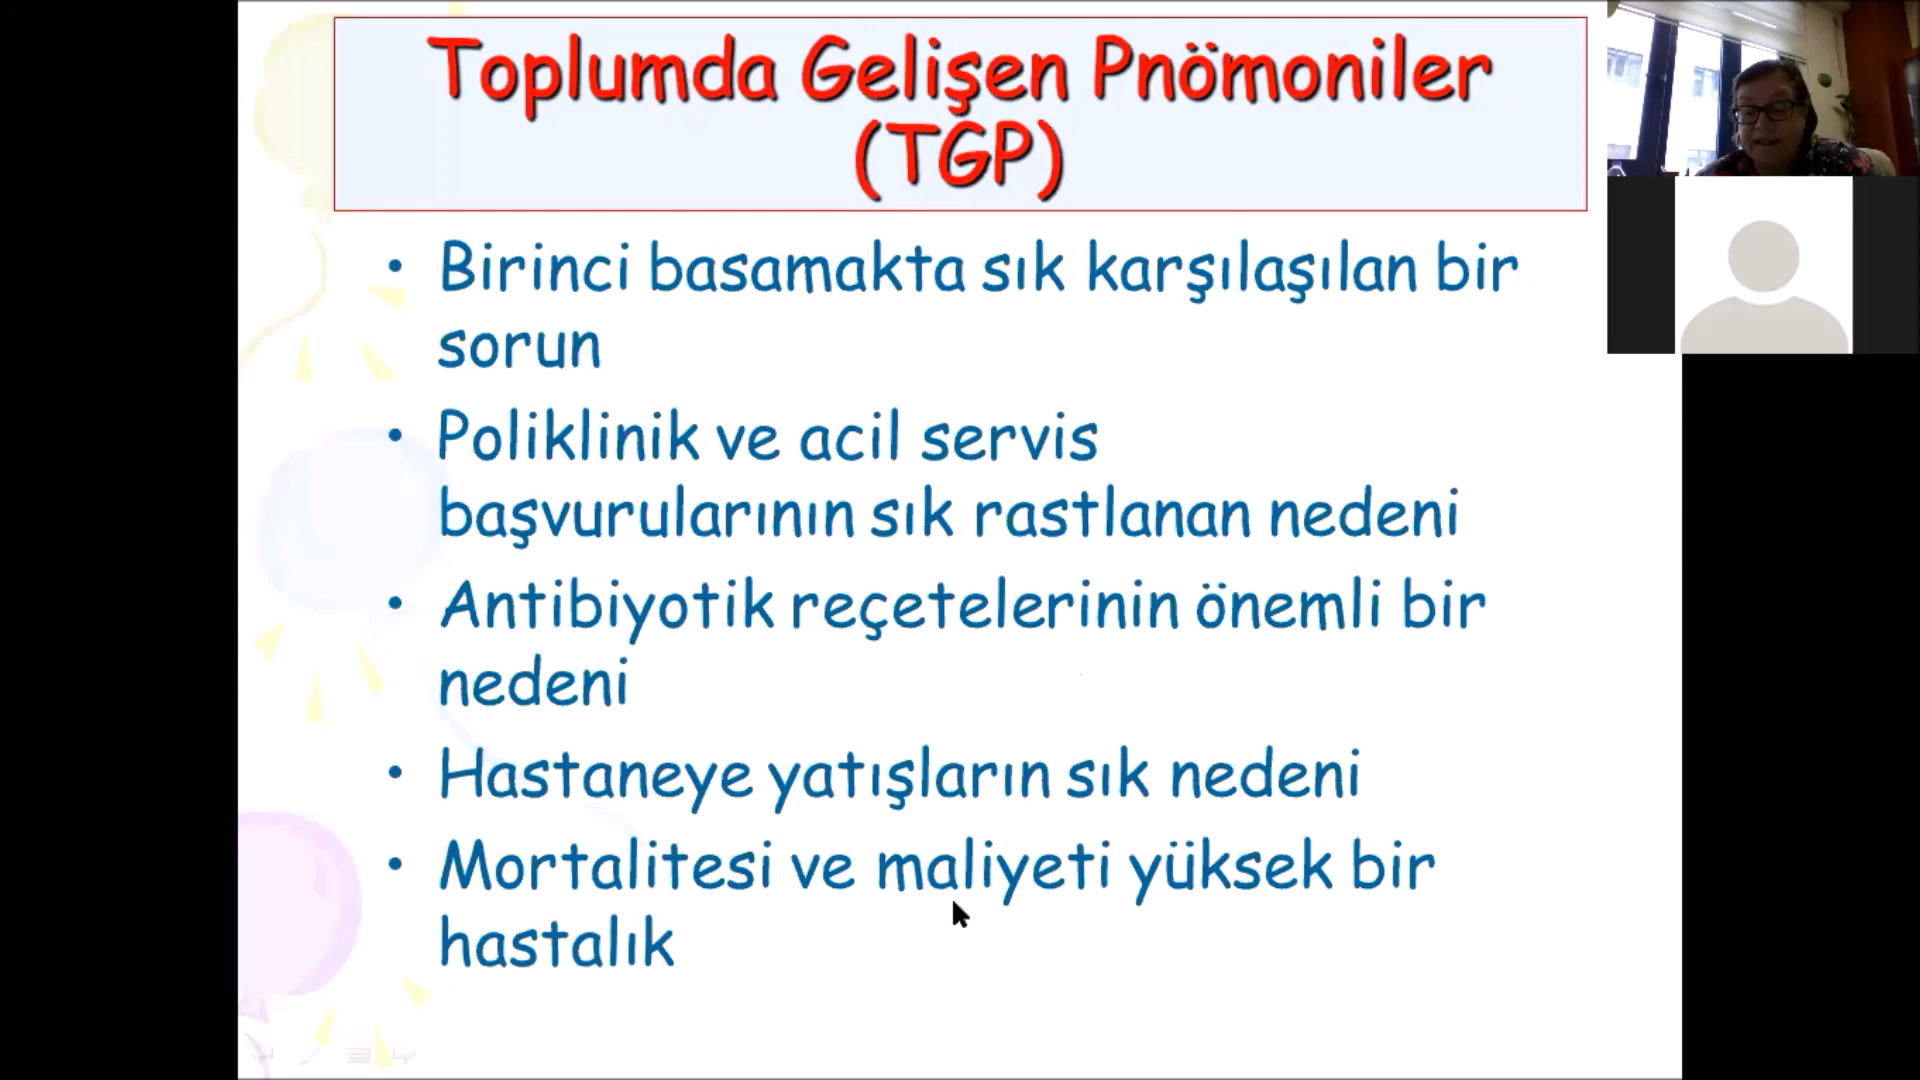 Toplumda Gelişen Pnömoniler
(TGP)
• Birinci basamakta sık karşılaşılan bir
sorun
• Poliklinik ve acil servis
başvurularının sık rastlanan nedeni
• Antibiyotik reçetelerinin önemli bir
nedeni
• Hastaneye yatışların sık nedeni
• Mortalitesi ve maliyeti yüksek bir
hastalık